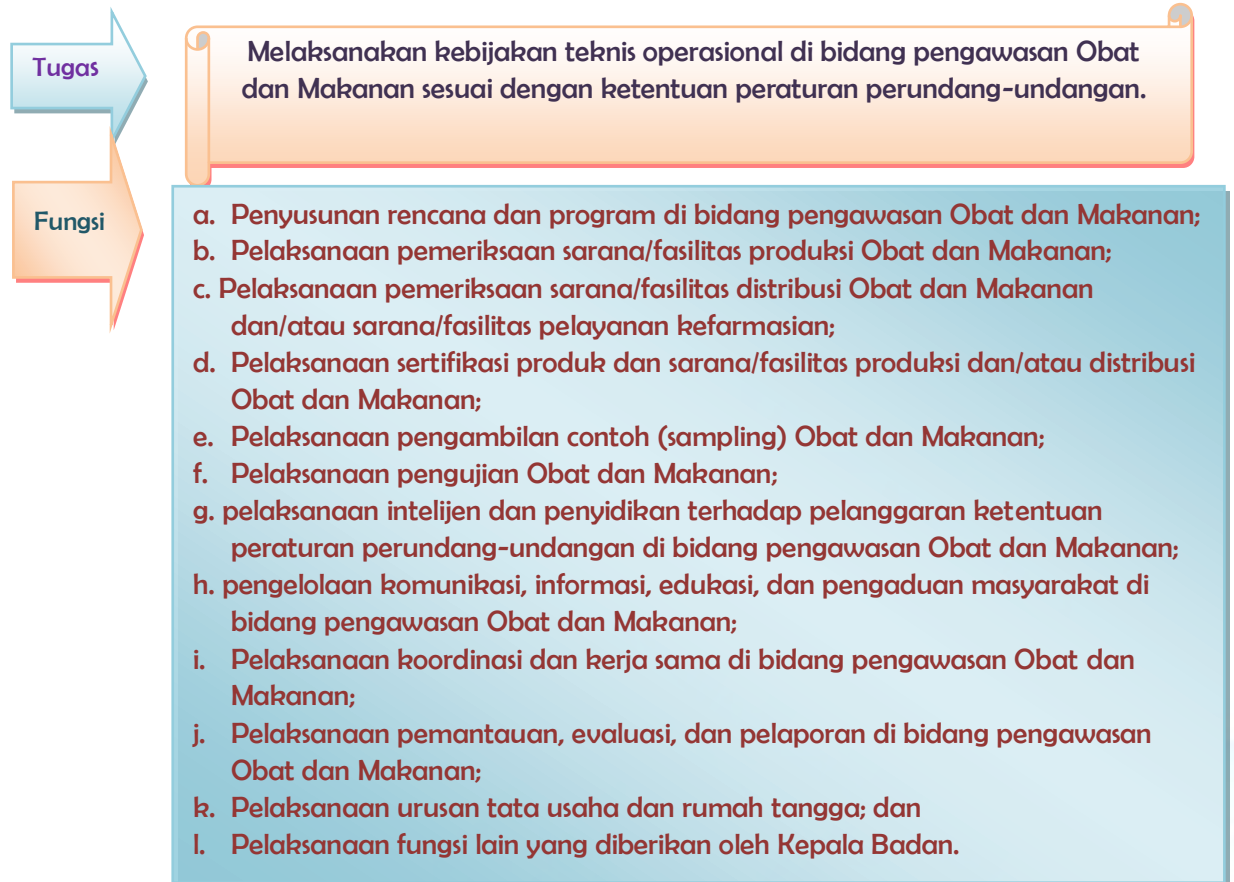 Tugas
Melaksanakan kebijakan teknis operasional di bidang pengawasan Obat
dan Makanan sesuai dengan ketentuan peraturan perundang-undangan.
Fungsi
a. Penyusunan rencana dan program di bidang pengawasan Obat dan Makanan;
b. Pelaksanaan pemeriksaan sarana/fasilitas produksi Obat dan Makanan;
c. Pelaksanaan pemeriksaan sarana/fasilitas distribusi Obat dan Makanan
dan/atau sarana/fasilitas pelayanan kefarmasian;
d. Pelaksanaan sertifikasi produk dan sarana/fasilitas produksi dan/atau distribusi
Obat dan Makanan;
e. Pelaksanaan pengambilan contoh (sampling) Obat dan Makanan;
f. Pelaksanaan pengujian Obat dan Makanan;
g. pelaksanaan intelijen dan penyidikan terhadap pelanggaran ketentuan
peraturan perundang-undangan di bidang pengawasan Obat dan Makanan;
h. pengelolaan komunikasi, informasi, edukasi, dan pengaduan masyarakat di
bidang pengawasan Obat dan Makanan;
i. Pelaksanaan koordinasi dan kerja sama di bidang pengawasan Obat dan
Makanan;
j. Pelaksanaan pemantauan, evaluasi, dan pelaporan di bidang pengawasan
Obat dan Makanan;
k. Pelaksanaan urusan tata usaha dan rumah tangga; dan
l. Pelaksanaan fungsi lain yang diberikan oleh Kepala Badan.